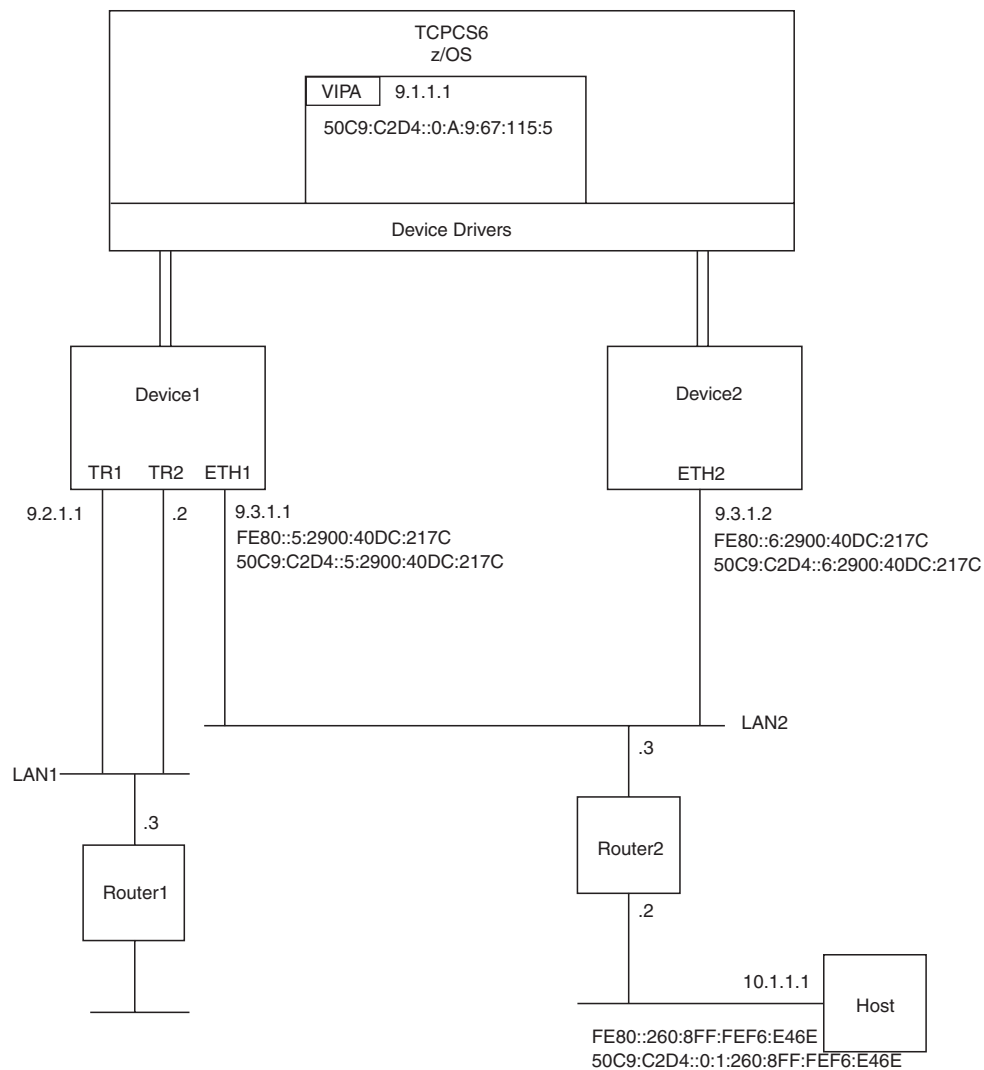 TCPCS6
z/OS
VIPA 9.1.1.1
50C9:C2D4::0:A:9:67:115:5
Device Drivers
Device1
Device2
TR1 TR2 ETH1
ETH2
9.2.1.1
.2
9.3.1.1
FE80::5:2900:40DC:217C
50C9:C2D4::5:2900:40DC:217C
9.3.1.2
FE80::6:2900:40DC:217C
50C9:C2D4::6:2900:40DC:217C
LAN2
.3
LAN1
.3
Router2
Router1
.2
10.1.1.1
Host
FE80::260:8FF:FEF6:E46E
50C9:C2D4::0:1:260:8FF:FEF6:E46E